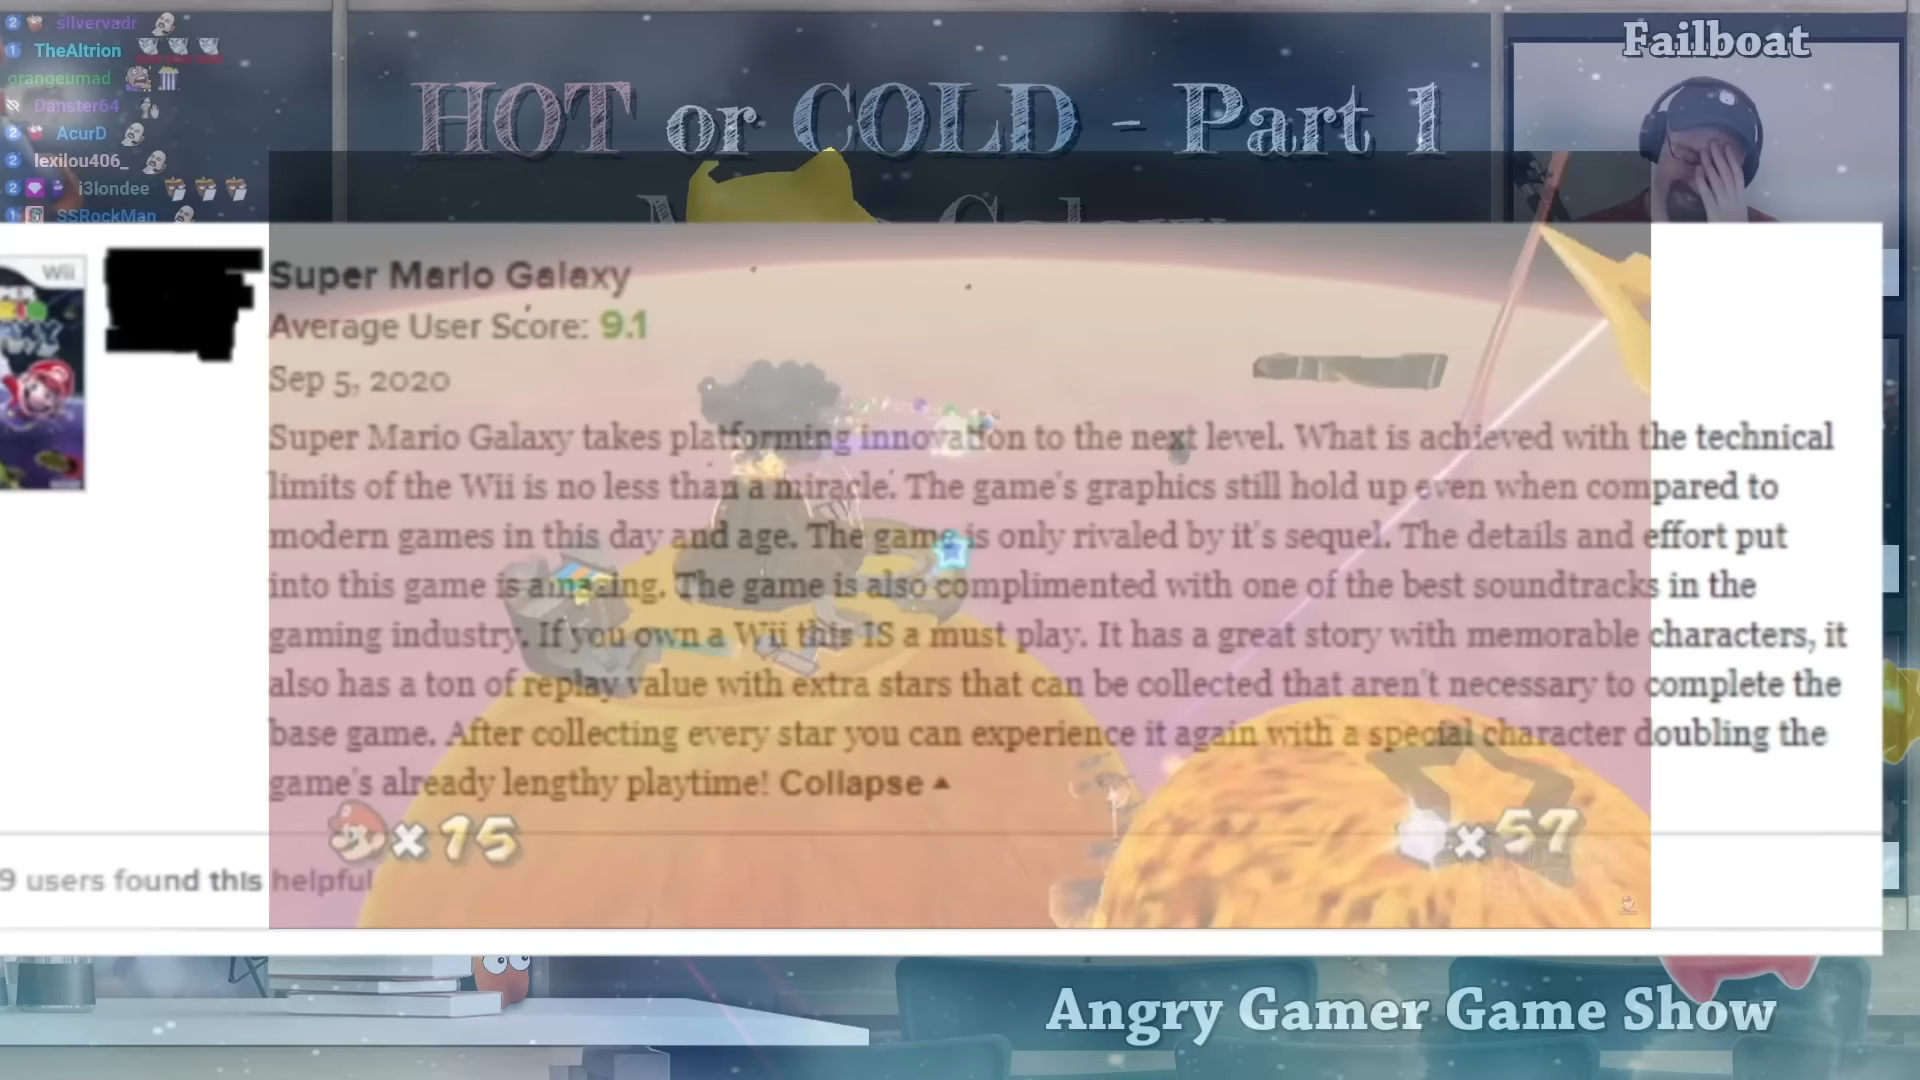 silvervadr
TheAltrion
orangeumad
Danster64
AcurD
lexilou406_
i3londee
SSRockMan
HOT or COLD - Part 1
Failboat
Wii
Super Mario Galaxy
Average User Score: 9.1
Sep 5, 2020
Super Mario Galaxy takes platforming innovation to the next level. What is achieved with the technical
limits of the Wii is no less than a miracle. The game's graphics still hold up even when compared to
modern games in this day and age. The game is only rivaled by it's sequel. The details and effort put
into this game is amazing. The game is also complimented with one of the best soundtracks in the
gaming industry. If you own a Wii this IS a must play. It has a great story with memorable characters, it
also has a ton of replay value with extra stars that can be collected that aren't necessary to complete the
base game. After collecting every star you can experience it again with a special character doubling the
game's already lengthy playtime! Collapse
x 15
x 57
9 users found this helpful
Angry Gamer Game Show